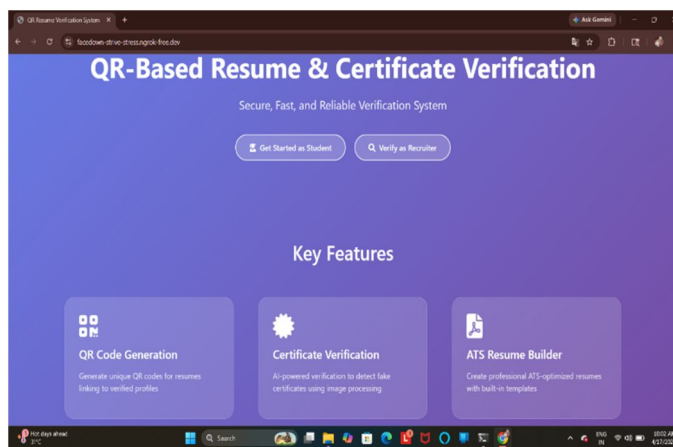 QR Resume Verification System
Ask Gemini
facedown-strive-stress.ngrok-free.dev
QR-Based Resume & Certificate Verification
Secure, Fast, and Reliable Verification System
Get Started as Student
Verify as Recruiter
Key Features
QR Code Generation
Generate unique QR codes for resumes
linking to verified profiles
Certificate Verification
AI-powered verification to detect fake
certificates using image processing
ATS Resume Builder
Create professional ATS-optimized resumes
with built-in templates
Hot days ahead
31°C
Search
ENG
IN
10:02